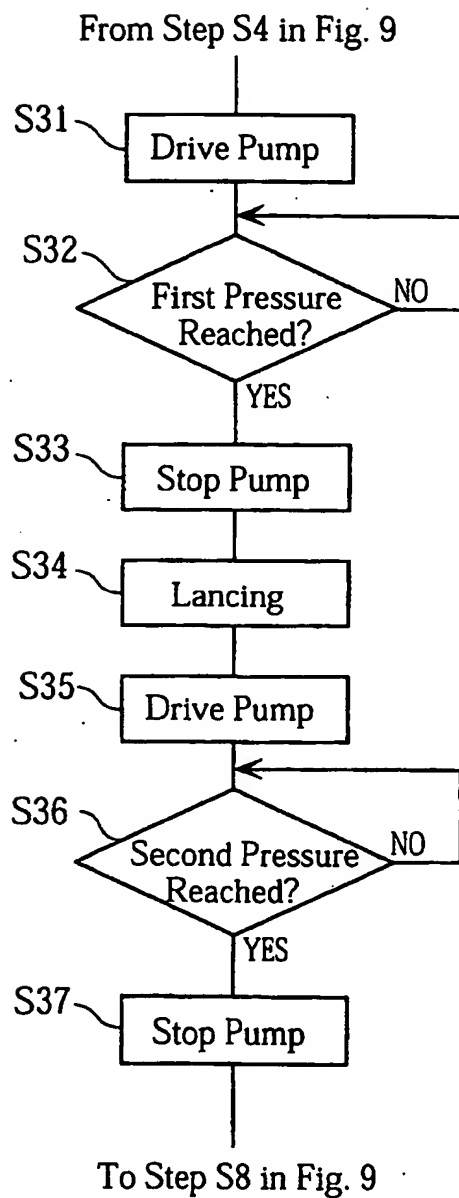 From Step S4 in Fig. 9
S31
Drive Pump
S32
First Pressure
Reached?
NO
YES
S33
Stop Pump
S34
Lancing
S35
Drive Pump
S36
Second Pressure
Reached?
NO
YES
S37
Stop Pump
To Step S8 in Fig. 9